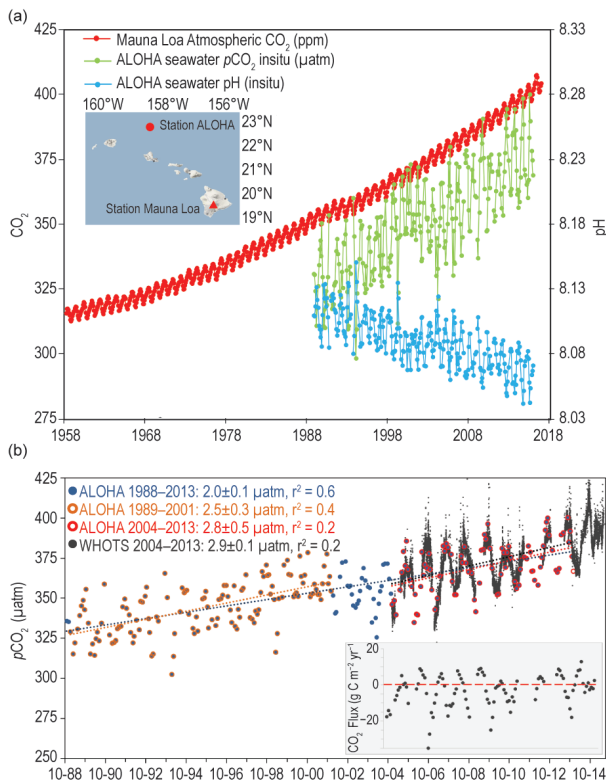 (a)
425
400
375
350
325
300
275
CO2
8.33
8.28
8.23
8.18
8.13
8.08
8.03
pH
Mauna Loa Atmospheric CO2 (ppm)
ALOHA seawater pCO2 insitu (µatm)
ALOHA seawater pH (insitu)
160°W 158°W 156°W
Station ALOHA
23°N
22°N
21°N
20°N
19°N
Station Mauna Loa
1958 1968 1978 1988 1998 2008 2018
(b)
425
400
375
350
325
300
275
250
pCO2 (µatm)
ALOHA 1988–2013: 2.0±0.1 µatm, r2 = 0.6
ALOHA 1989–2001: 2.5±0.3 µatm, r2 = 0.4
ALOHA 2004–2013: 2.8±0.5 µatm, r2 = 0.2
WHOTS 2004–2013: 2.9±0.1 µatm, r2 = 0.2
CO2 Flux (g C m−2 yr−1)
0
−20
10-88 10-90 10-92 10-94 10-96 10-98 10-00 10-02 10-04 10-06 10-08 10-10 10-12 10-14